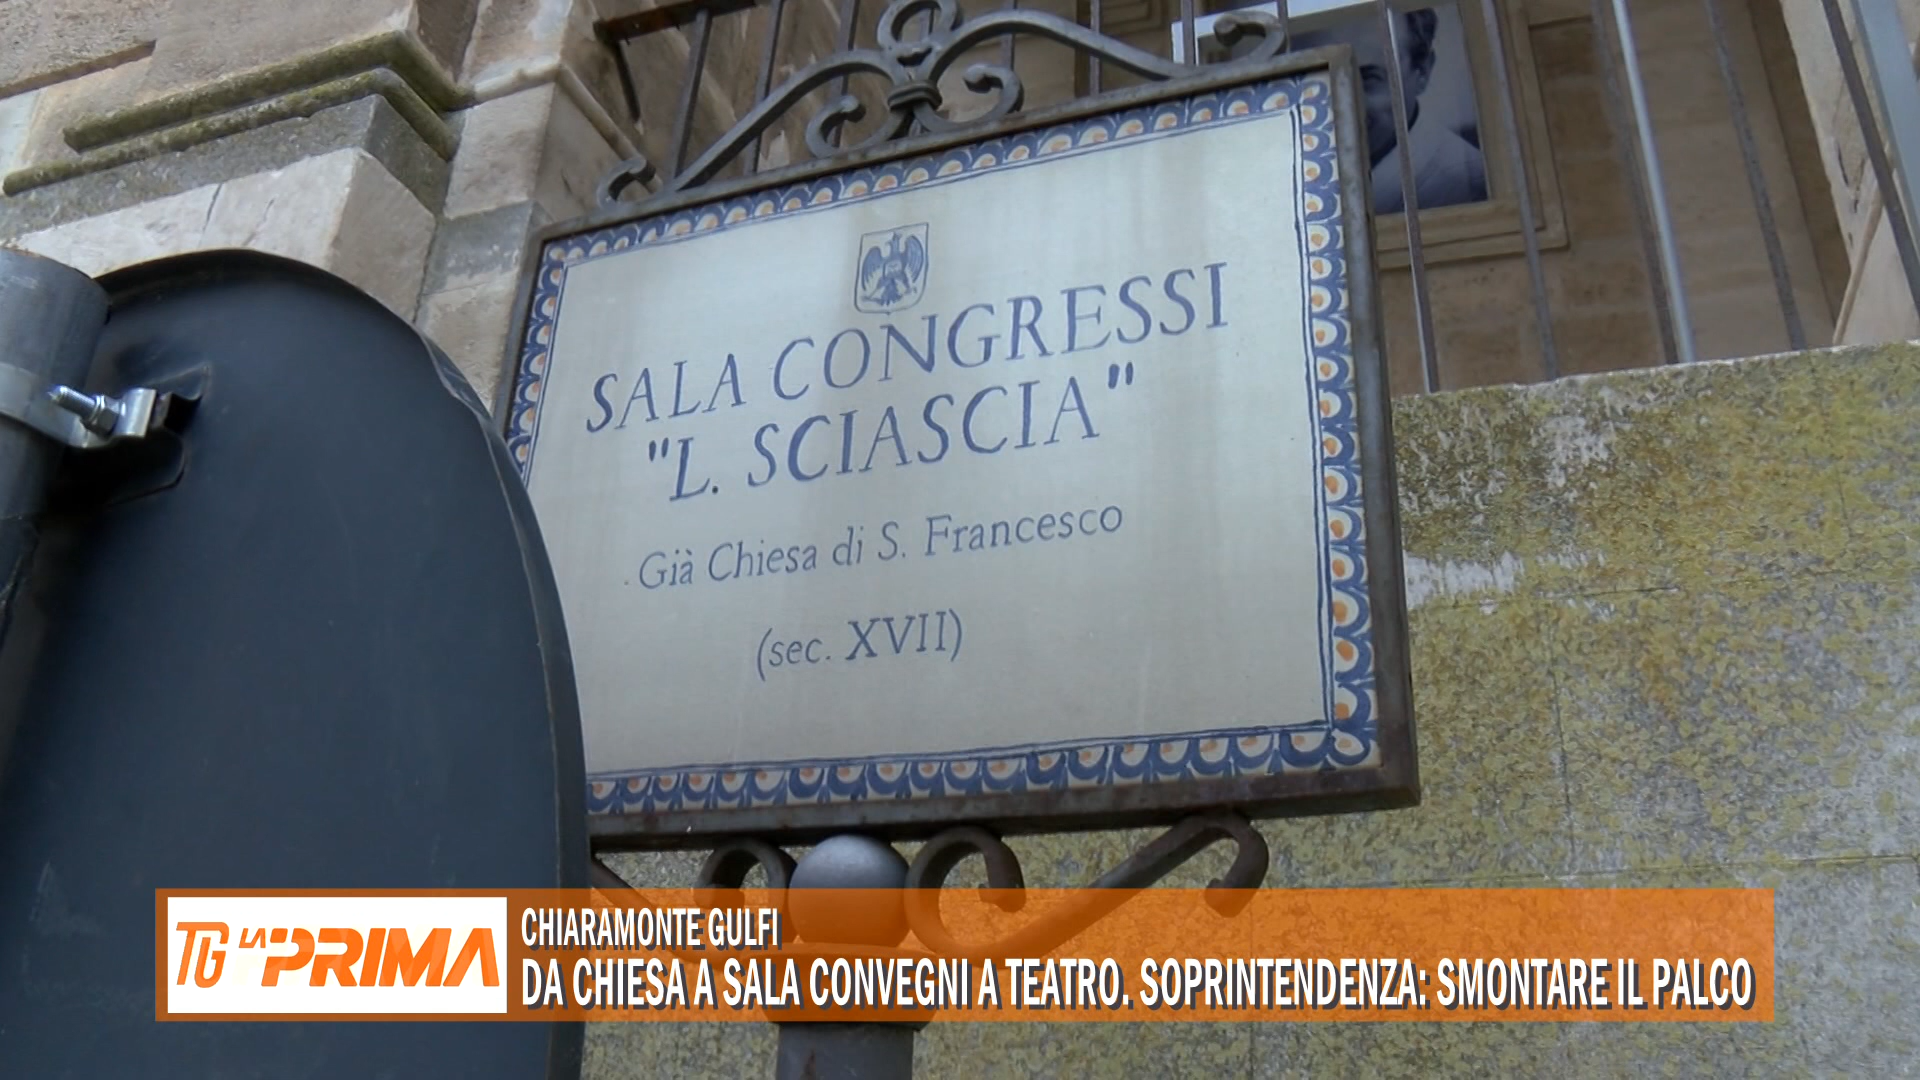 SALA CONGRESSI
"L. SCIASCIA"
Già Chiesa di S. Francesco
(sec. XVII)
TG LA PRIMA
CHIARAMONTE GULFI
DA CHIESA A SALA CONVEGNI A TEATRO. SOPRINTENDENZA: SMONTARE IL PALCO